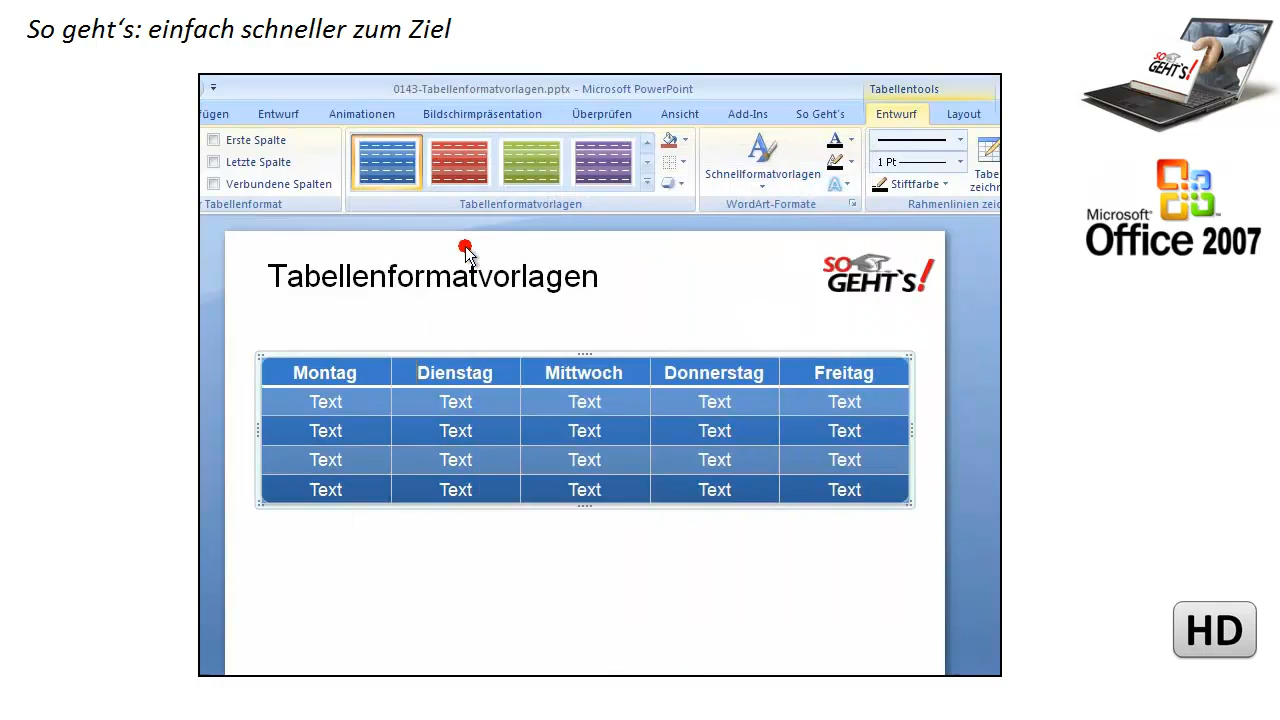 So geht‘s: einfach schneller zum Ziel
SO
GEHT`S!
0143-Tabellenformatvorlagen.pptx - Microsoft PowerPoint
Tabellentools
fügen Entwurf Animationen Bildschirmpräsentation Überprüfen Ansicht Add-Ins So Geht's Entwurf Layout
Erste Spalte
Letzte Spalte
Verbundene Spalten
r Tabellenformat
Tabellenformatvorlagen
Schnellformatvorlagen
WordArt-Formate
1 Pt
Stiftfarbe
Tabe
zeichn
Rahmenlinien zeic
Microsoft
Office 2007
Tabellenformatvorlagen
SO
GEHT`S!
Montag Dienstag Mittwoch Donnerstag Freitag
Text Text Text Text Text
Text Text Text Text Text
Text Text Text Text Text
Text Text Text Text Text
HD